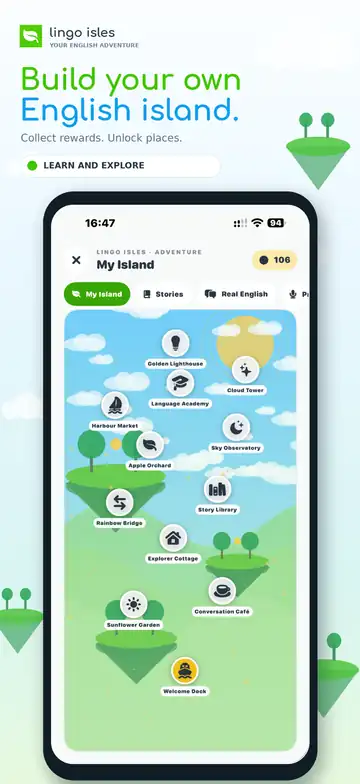 lingo isles
YOUR ENGLISH ADVENTURE
Build your own
English island.
Collect rewards. Unlock places.
LEARN AND EXPLORE
16:47
94
LINGO ISLES · ADVENTURE
My Island
106
My Island
Stories
Real English
Golden Lighthouse
Cloud Tower
Language Academy
Harbour Market
Sky Observatory
Apple Orchard
Story Library
Rainbow Bridge
Explorer Cottage
Conversation Café
Sunflower Garden
Welcome Dock